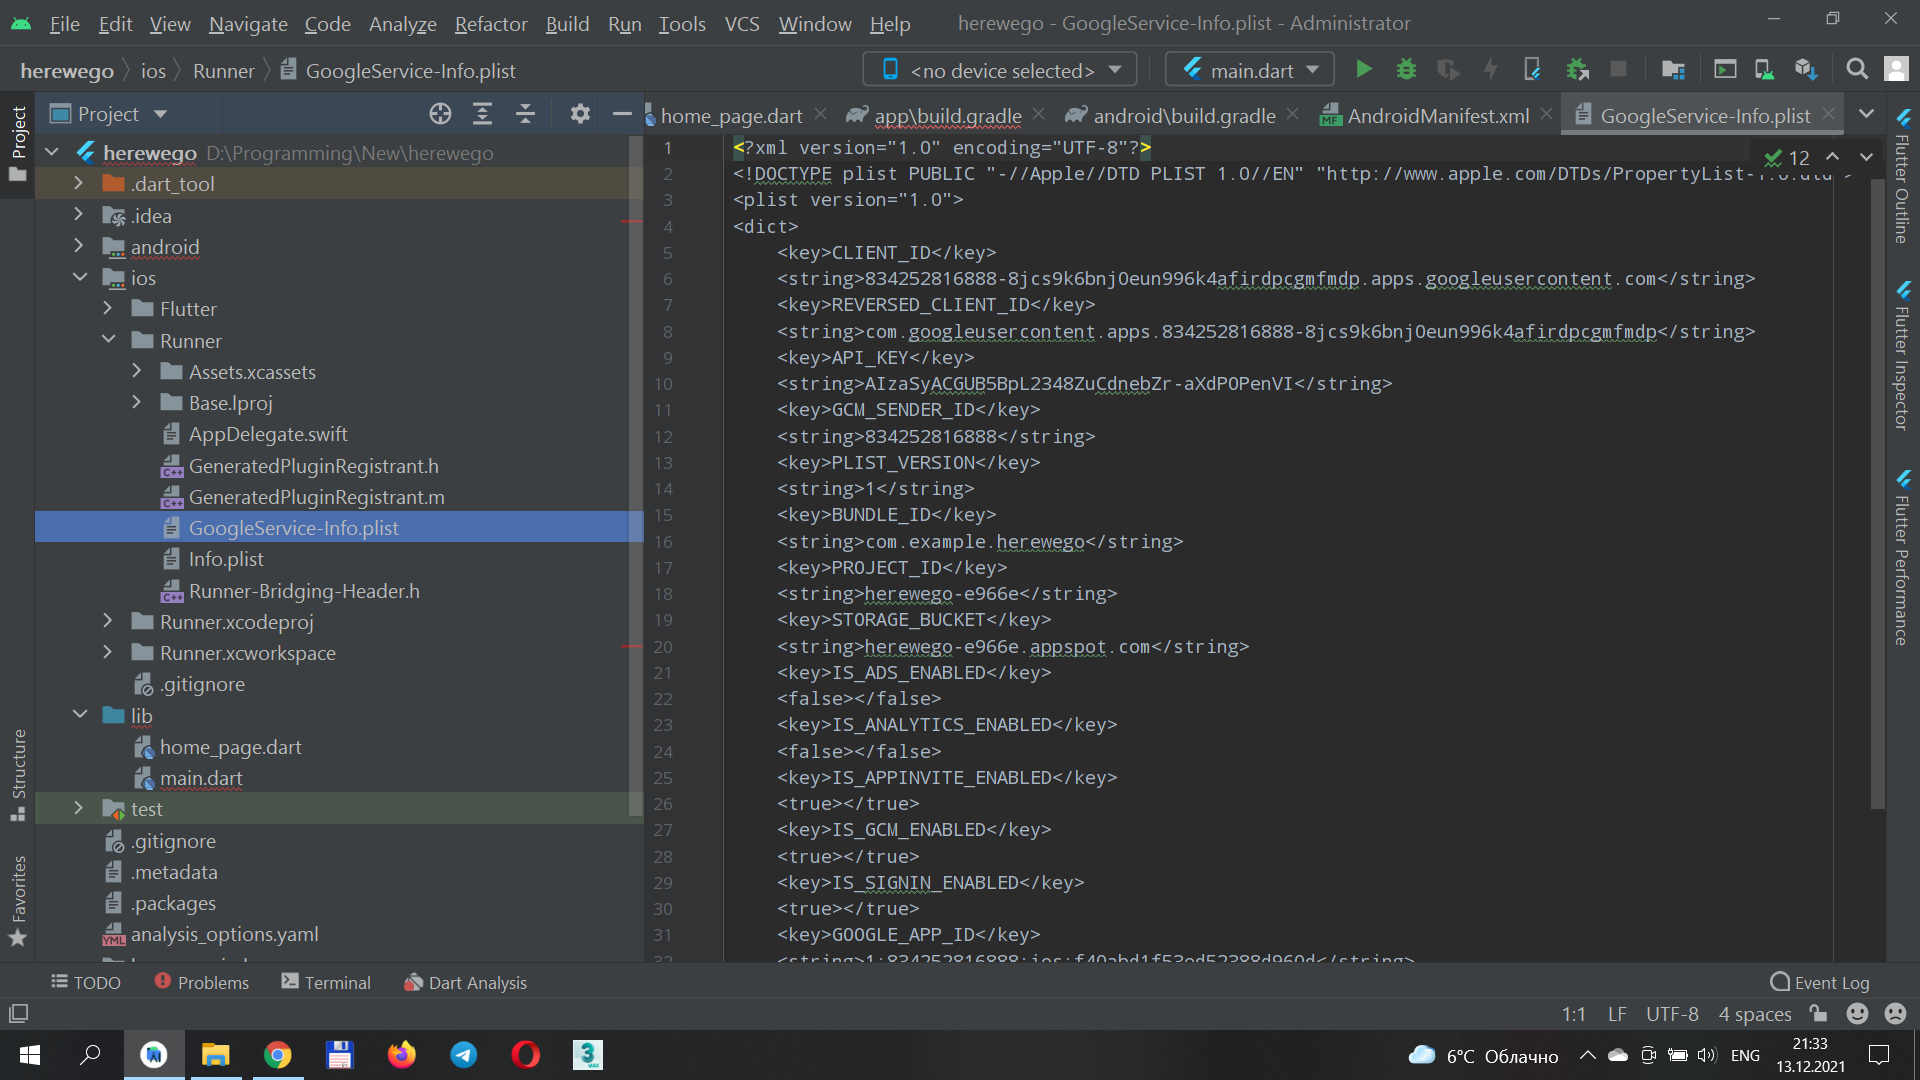 File Edit View Navigate Code Analyze Refactor Build Run Tools VCS Window Help herewego - GoogleService-Info.plist - Administrator
herewego ios Runner GoogleService-Info.plist <no device selected> main.dart
Project home_page.dart app\build.gradle android\build.gradle AndroidManifest.xml GoogleService-Info.plist
Project
herewego D:\Programming\New\herewego
.dart_tool
.idea
android
ios
Flutter
Runner
Assets.xcassets
Base.lproj
AppDelegate.swift
GeneratedPluginRegistrant.h
GeneratedPluginRegistrant.m
GoogleService-Info.plist
Info.plist
Runner-Bridging-Header.h
Runner.xcodeproj
Runner.xcworkspace
.gitignore
lib
home_page.dart
main.dart
test
.gitignore
.metadata
.packages
analysis_options.yaml
Structure
Favorites
12
1 <?xml version="1.0" encoding="UTF-8"?>
2 <!DOCTYPE plist PUBLIC "-//Apple//DTD PLIST 1.0//EN" "http://www.apple.com/DTDs/PropertyList-1.0.dtd">
3 <plist version="1.0">
4 <dict>
5 <key>CLIENT_ID</key>
6 <string>834252816888-8jcs9k6bnj0eun996k4afirdpcgmfmdp.apps.googleusercontent.com</string>
7 <key>REVERSED_CLIENT_ID</key>
8 <string>com.googleusercontent.apps.834252816888-8jcs9k6bnj0eun996k4afirdpcgmfmdp</string>
9 <key>API_KEY</key>
10 <string>AIzaSyACGUB5BpL2348ZuCdnebZr-aXdPOPenVI</string>
11 <key>GCM_SENDER_ID</key>
12 <string>834252816888</string>
13 <key>PLIST_VERSION</key>
14 <string>1</string>
15 <key>BUNDLE_ID</key>
16 <string>com.example.herewego</string>
17 <key>PROJECT_ID</key>
18 <string>herewego-e966e</string>
19 <key>STORAGE_BUCKET</key>
20 <string>herewego-e966e.appspot.com</string>
21 <key>IS_ADS_ENABLED</key>
22 <false></false>
23 <key>IS_ANALYTICS_ENABLED</key>
24 <false></false>
25 <key>IS_APPINVITE_ENABLED</key>
26 <true></true>
27 <key>IS_GCM_ENABLED</key>
28 <true></true>
29 <key>IS_SIGNIN_ENABLED</key>
30 <true></true>
31 <key>GOOGLE_APP_ID</key>
32 <string>1:834252816888:ios:f40abd1f53ed52388d960d</string>
Flutter Outline
Flutter Inspector
Flutter Performance
TODO Problems Terminal Dart Analysis Event Log
1:1 LF UTF-8 4 spaces
6°C Облачно ENG 21:33
13.12.2021